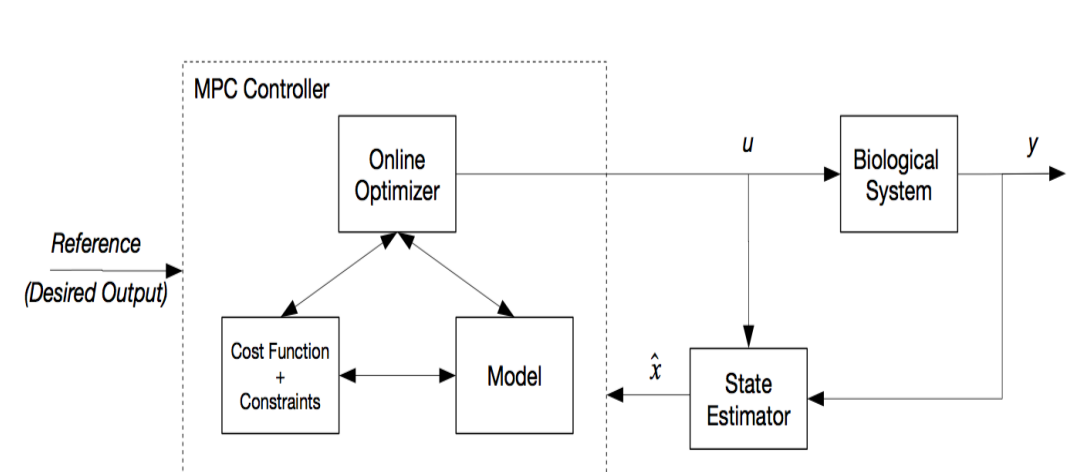 MPC Controller
Online
Optimizer
u
Biological
System
y
Reference
(Desired Output)
Cost Function
+
Constraints
Model
x̂
State
Estimator